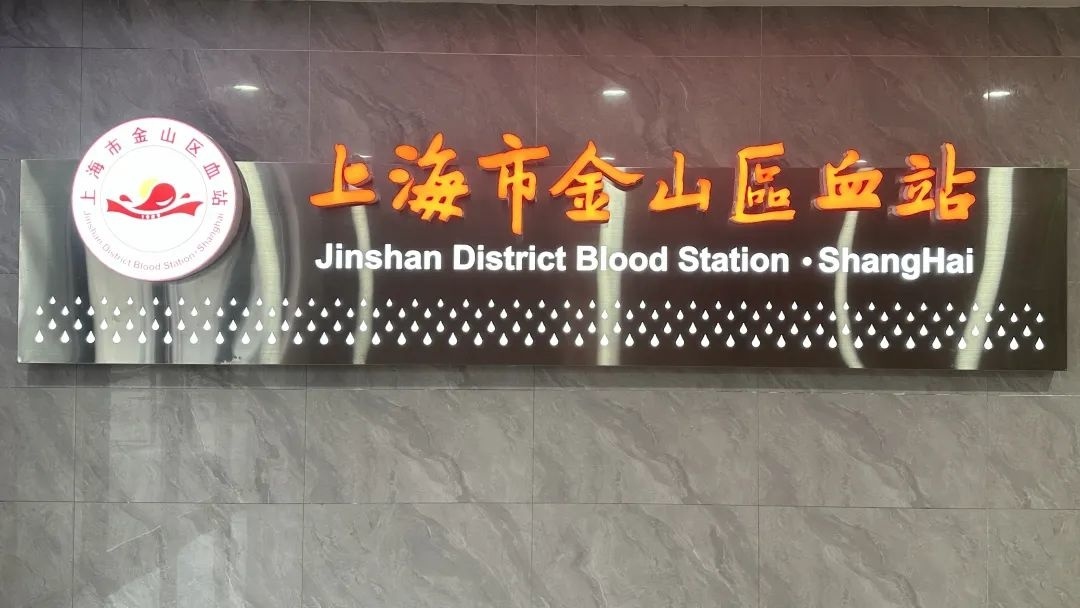 上海市金山区血站
Jinshan District Blood Station·Shanghai
上海市金山區血站
Jinshan District Blood Station · ShangHai